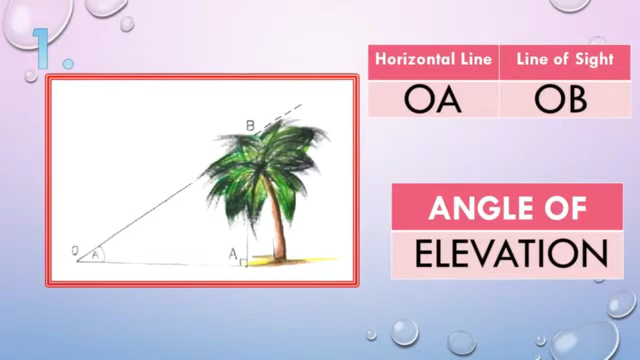 1.
Horizontal Line Line of Sight
OA OB
B
O A A
ANGLE OF
ELEVATION